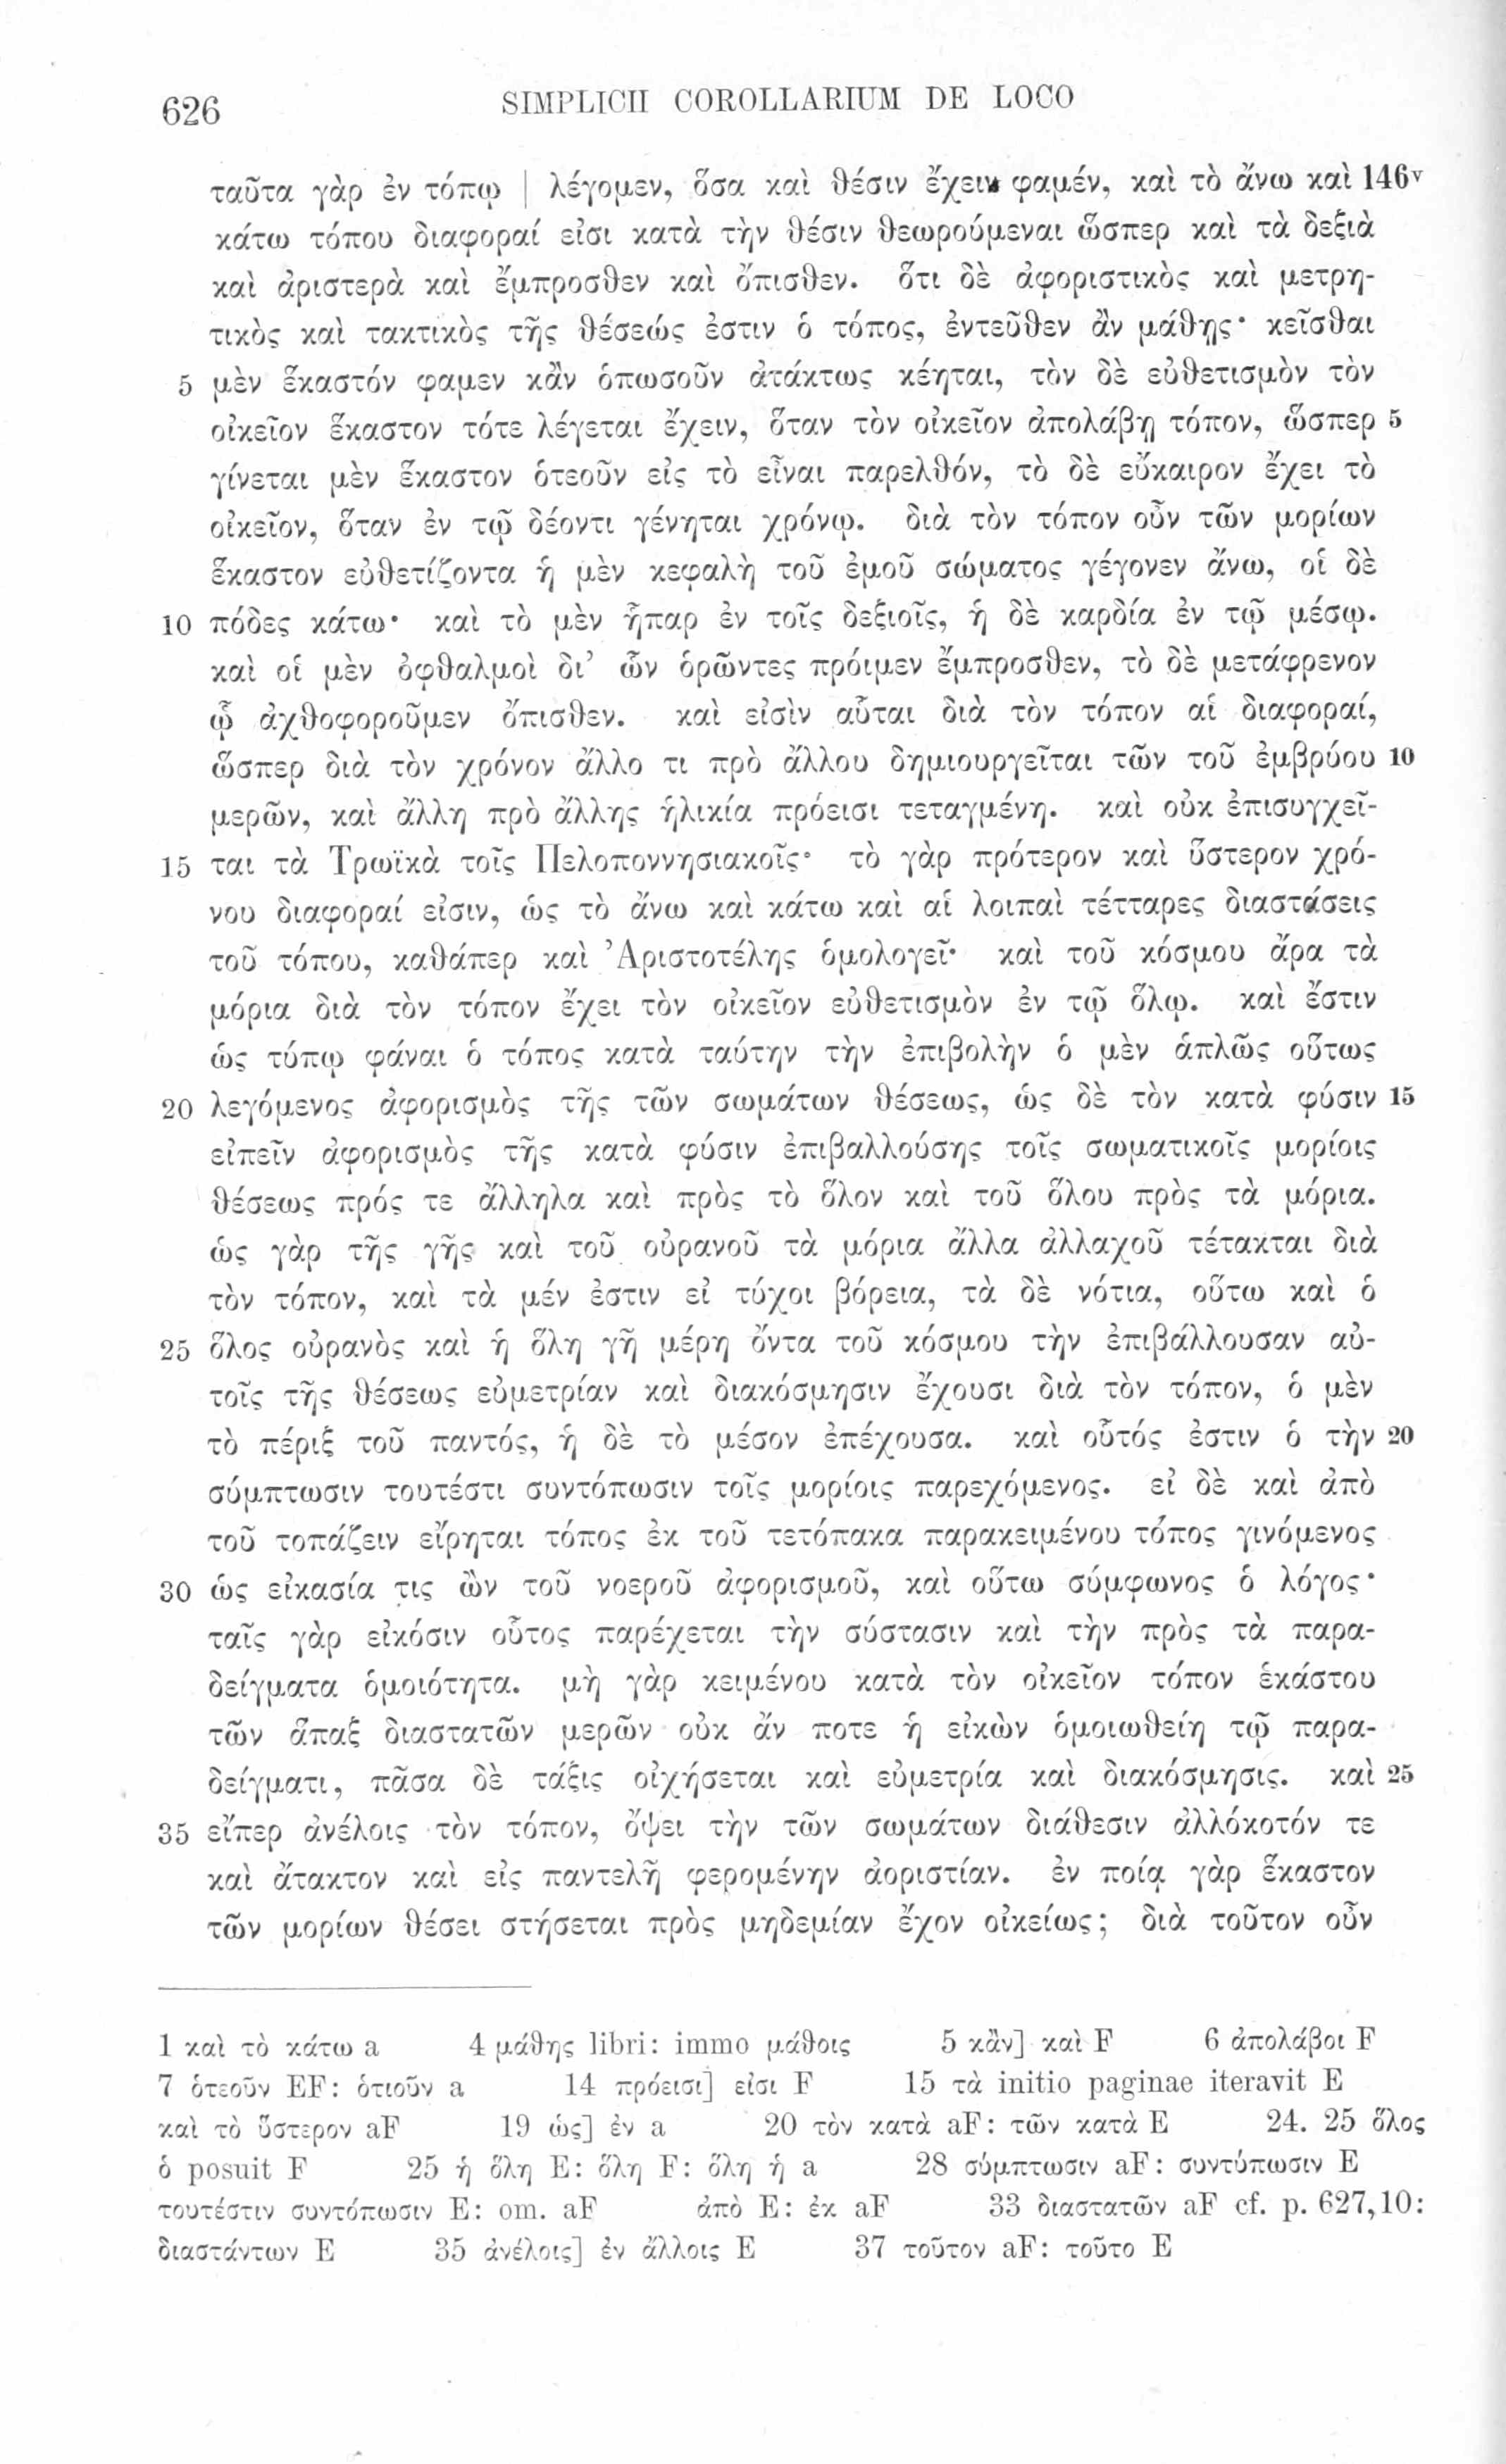 626 SIMPLICII COROLLARIUM DE LOCO
ταῦτα γὰρ ἐν τόπῳ | λέγομεν, ὅσα καὶ θέσιν ἔχειν φαμέν, καὶ τὸ ἄνω καὶ 146ᵛ
κάτω τόπου διαφοραί εἰσι κατὰ τὴν θέσιν θεωρούμεναι ὥσπερ καὶ τὰ δεξιὰ
καὶ ἀριστερὰ καὶ ἔμπροσθεν καὶ ὄπισθεν. ὅτι δὲ ἀφοριστικὸς καὶ μετρη-
τικὸς καὶ τακτικὸς τῆς θέσεώς ἐστιν ὁ τόπος, ἐντεῦθεν ἂν μάθῃς· κεῖσθαι
5 μὲν ἕκαστόν φαμεν κἂν ὁπωσοῦν ἀτάκτως κέηται, τὸν δὲ εὐθετισμὸν τὸν
οἰκεῖον ἕκαστον τότε λέγεται ἔχειν, ὅταν τὸν οἰκεῖον ἀπολάβῃ τόπον, ὥσπερ 5
γίνεται μὲν ἕκαστον ὁτεοῦν εἰς τὸ εἶναι παρελθόν, τὸ δὲ εὔκαιρον ἔχει τὸ
οἰκεῖον, ὅταν ἐν τῷ δέοντι γένηται χρόνῳ. διὰ τὸν τόπον οὖν τῶν μορίων
ἕκαστον εὐθετίζοντα ἡ μὲν κεφαλὴ τοῦ ἐμοῦ σώματος γέγονεν ἄνω, οἱ δὲ
10 πόδες κάτω· καὶ τὸ μὲν ἧπαρ ἐν τοῖς δεξιοῖς, ἡ δὲ καρδία ἐν τῷ μέσῳ.
καὶ οἱ μὲν ὀφθαλμοὶ δι’ ὧν ὁρῶντες πρόιμεν ἔμπροσθεν, τὸ δὲ μετάφρενον
ᾧ ἀχθοφοροῦμεν ὄπισθεν. καὶ εἰσὶν αὗται διὰ τὸν τόπον αἱ διαφοραί,
ὥσπερ διὰ τὸν χρόνον ἄλλο τι πρὸ ἄλλου δημιουργεῖται τῶν τοῦ ἐμβρύου 10
μερῶν, καὶ ἄλλη πρὸ ἄλλης ἡλικία πρόεισι τεταγμένη. καὶ οὐκ ἐπισυγχεῖ-
15 ται τὰ Τρωϊκὰ τοῖς Πελοποννησιακοῖς· τὸ γὰρ πρότερον καὶ ὕστερον χρό-
νου διαφοραί εἰσιν, ὡς τὸ ἄνω καὶ κάτω καὶ αἱ λοιπαὶ τέτταρες διαστάσεις
τοῦ τόπου, καθάπερ καὶ Ἀριστοτέλης ὁμολογεῖ· καὶ τοῦ κόσμου ἄρα τὰ
μόρια διὰ τὸν τόπον ἔχει τὸν οἰκεῖον εὐθετισμὸν ἐν τῷ ὅλῳ. καὶ ἔστιν
ὡς τύπῳ φάναι ὁ τόπος κατὰ ταύτην τὴν ἐπιβολὴν ὁ μὲν ἁπλῶς οὕτως
20 λεγόμενος ἀφορισμὸς τῆς τῶν σωμάτων θέσεως, ὡς δὲ τὸν κατὰ φύσιν 15
εἰπεῖν ἀφορισμὸς τῆς κατὰ φύσιν ἐπιβαλλούσης τοῖς σωματικοῖς μορίοις
θέσεως πρός τε ἄλληλα καὶ πρὸς τὸ ὅλον καὶ τοῦ ὅλου πρὸς τὰ μόρια.
ὡς γὰρ τῆς γῆς καὶ τοῦ οὐρανοῦ τὰ μόρια ἄλλα ἀλλαχοῦ τέτακται διὰ
τὸν τόπον, καὶ τὰ μέν ἐστιν εἰ τύχοι βόρεια, τὰ δὲ νότια, οὕτω καὶ ὁ
25 ὅλος οὐρανὸς καὶ ἡ ὅλη γῆ μέρη ὄντα τοῦ κόσμου τὴν ἐπιβάλλουσαν αὐ-
τοῖς τῆς θέσεως εὐμετρίαν καὶ διακόσμησιν ἔχουσι διὰ τὸν τόπον, ὁ μὲν
τὸ πέριξ τοῦ παντός, ἡ δὲ τὸ μέσον ἐπέχουσα. καὶ οὗτός ἐστιν ὁ τὴν 20
σύμπτωσιν τουτέστι συντόπωσιν τοῖς μορίοις παρεχόμενος. εἰ δὲ καὶ ἀπὸ
τοῦ τοπάζειν εἴρηται τόπος ἐκ τοῦ τετόπακα παρακειμένου τόπος γινόμενος
30 ὡς εἰκασία τις ὢν τοῦ νοεροῦ ἀφορισμοῦ, καὶ οὕτω σύμφωνος ὁ λόγος·
ταῖς γὰρ εἰκόσιν οὗτος παρέχεται τὴν σύστασιν καὶ τὴν πρὸς τὰ παρα-
δείγματα ὁμοιότητα. μὴ γὰρ κειμένου κατὰ τὸν οἰκεῖον τόπον ἑκάστου
τῶν ἅπαξ διαστατῶν μερῶν οὐκ ἄν ποτε ἡ εἰκὼν ὁμοιωθείη τῷ παρα-
δείγματι, πᾶσα δὲ τάξις οἰχήσεται καὶ εὐμετρία καὶ διακόσμησις. καὶ 25
35 εἴπερ ἀνέλοις τὸν τόπον, ὄψει τὴν τῶν σωμάτων διάθεσιν ἀλλόκοτόν τε
καὶ ἄτακτον καὶ εἰς παντελῆ φερομένην ἀοριστίαν. ἐν ποίᾳ γὰρ ἕκαστον
τῶν μορίων θέσει στήσεται πρὸς μηδεμίαν ἔχον οἰκείως; διὰ τοῦτον οὖν
1 καὶ τὸ κάτω a 4 μάθης libri: immo μάθοις 5 κἂν] καὶ F 6 ἀπολάβοι F
7 ὁτεοῦν EF: ὁτιοῦν a 14 πρόεισι] εἰσι F 15 τὰ initio paginae iteravit E
καὶ τὸ ὕστερον aF 19 ὡς] ἐν a 20 τὸν κατὰ aF: τῶν κατὰ E 24. 25 ὅλος
ὁ posuit F 25 ἡ ὅλη E: ὅλη F: ὅλη ἡ a 28 σύμπτωσιν aF: συντύπωσιν E
τουτέστιν συντόπωσιν E: om. aF ἀπὸ E: ἐκ aF 33 διαστατῶν aF cf. p. 627,10:
διαστάντων E 35 ἀνέλοις] ἐν ἄλλοις E 37 τοῦτον aF: τοῦτο E